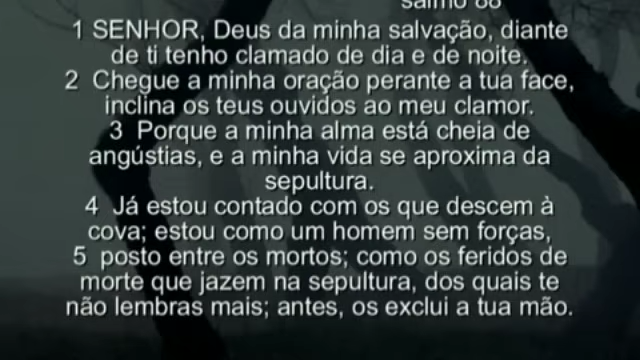 salmo 88
1 SENHOR, Deus da minha salvação, diante
de ti tenho clamado de dia e de noite.
2  Chegue a minha oração perante a tua face,
inclina os teus ouvidos ao meu clamor.
3  Porque a minha alma está cheia de
angústias, e a minha vida se aproxima da
sepultura.
4  Já estou contado com os que descem à
cova; estou como um homem sem forças,
5  posto entre os mortos; como os feridos de
morte que jazem na sepultura, dos quais te
não lembras mais; antes, os exclui a tua mão.